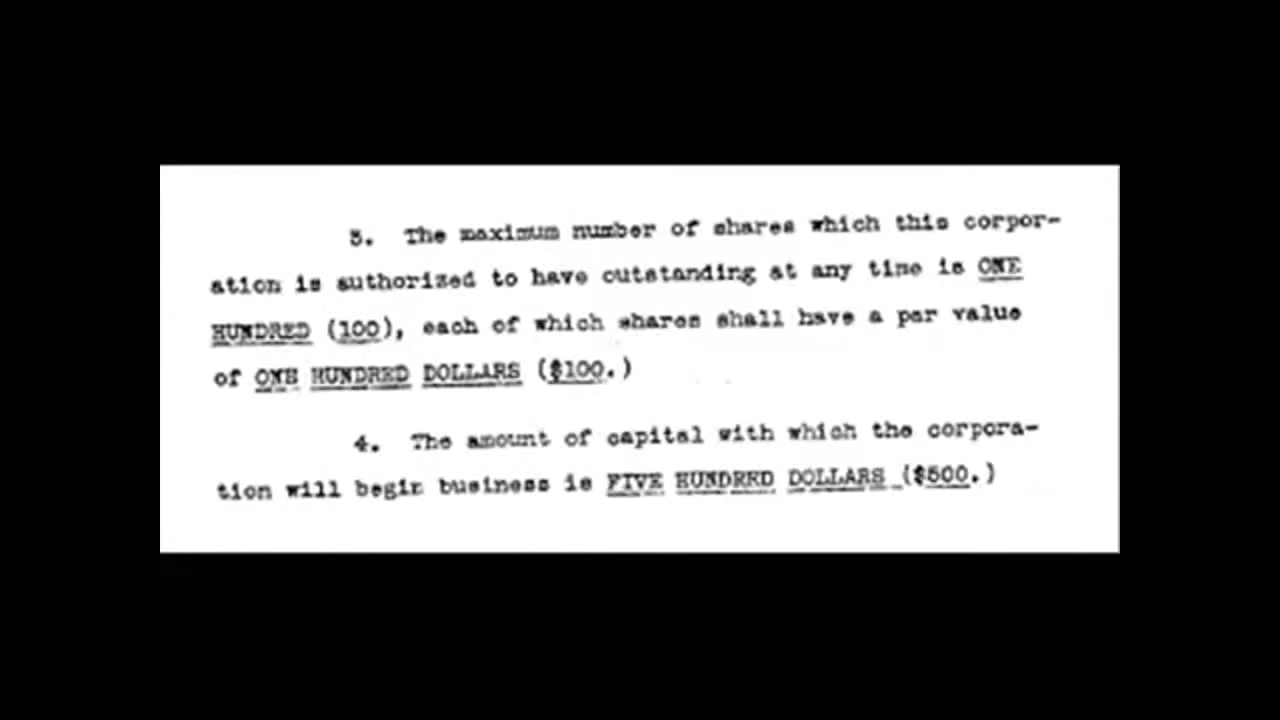 3. The maximum number of shares which this corpor-
ation is authorized to have outstanding at any time is ONE
HUNDRED (100), each of which shares shall have a par value
of ONE HUNDRED DOLLARS ($100.)
4. The amount of capital with which the corpora-
tion will begin business is FIVE HUNDRED DOLLARS ($500.)